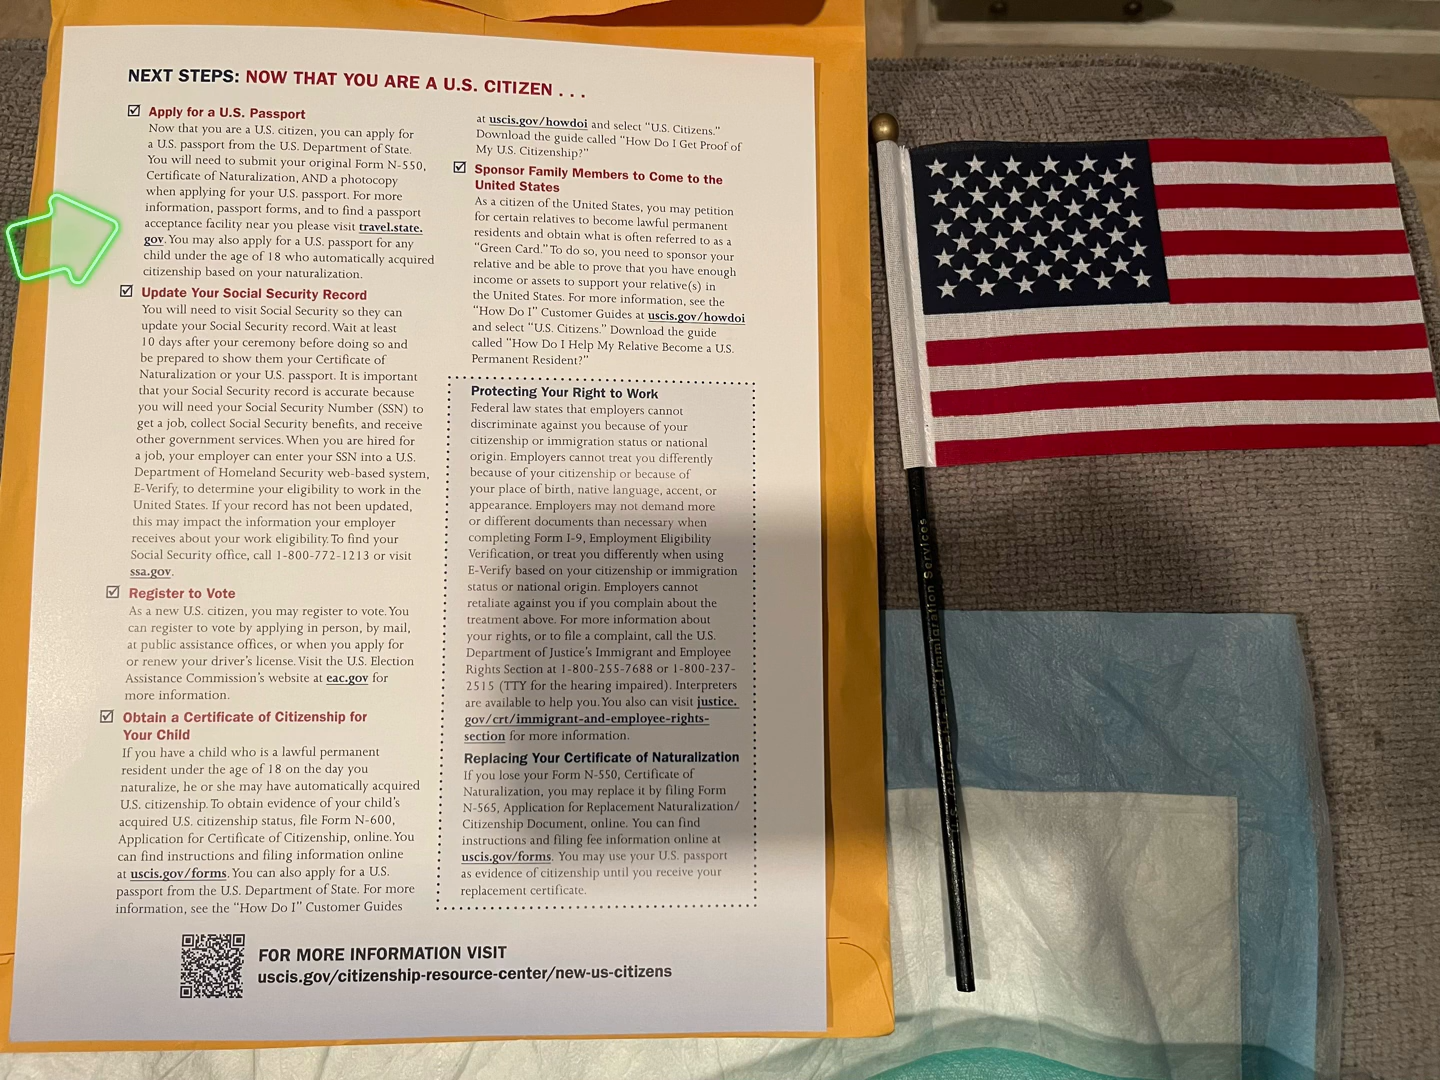 NEXT STEPS: NOW THAT YOU ARE A U.S. CITIZEN . . .
Apply for a U.S. Passport
Now that you are a U.S. citizen, you can apply for
a U.S. passport from the U.S. Department of State.
You will need to submit your original Form N-550,
Certificate of Naturalization, AND a photocopy
when applying for your U.S. passport. For more
information, passport forms, and to find a passport
acceptance facility near you please visit travel.state.
gov. You may also apply for a U.S. passport for any
child under the age of 18 who automatically acquired
citizenship based on your naturalization.
Update Your Social Security Record
You will need to visit Social Security so they can
update your Social Security record. Wait at least
10 days after your ceremony before doing so and
be prepared to show them your Certificate of
Naturalization or your U.S. passport. It is important
that your Social Security record is accurate because
you will need your Social Security Number (SSN) to
get a job, collect Social Security benefits, and receive
other government services. When you are hired for
a job, your employer can enter your SSN into a U.S.
Department of Homeland Security web-based system,
E-Verify, to determine your eligibility to work in the
United States. If your record has not been updated,
this may impact the information your employer
receives about your work eligibility. To find your
Social Security office, call 1-800-772-1213 or visit
ssa.gov.
Register to Vote
As a new U.S. citizen, you may register to vote. You
can register to vote by applying in person, by mail,
at public assistance offices, or when you apply for
or renew your driver's license. Visit the U.S. Election
Assistance Commission's website at eac.gov for
more information.
Obtain a Certificate of Citizenship for
Your Child
If you have a child who is a lawful permanent
resident under the age of 18 on the day you
naturalize, he or she may have automatically acquired
U.S. citizenship. To obtain evidence of your child's
acquired U.S. citizenship status, file Form N-600,
Application for Certificate of Citizenship, online. You
can find instructions and filing information online
at uscis.gov/forms. You can also apply for a U.S.
passport from the U.S. Department of State. For more
information, see the "How Do I" Customer Guides
at uscis.gov/howdoi and select "U.S. Citizens."
Download the guide called "How Do I Get Proof of
My U.S. Citizenship?"
Sponsor Family Members to Come to the
United States
As a citizen of the United States, you may petition
for certain relatives to become lawful permanent
residents and obtain what is often referred to as a
"Green Card." To do so, you need to sponsor your
relative and be able to prove that you have enough
income or assets to support your relative(s) in
the United States. For more information, see the
"How Do I" Customer Guides at uscis.gov/howdoi
and select "U.S. Citizens." Download the guide
called "How Do I Help My Relative Become a U.S.
Permanent Resident?"
Protecting Your Right to Work
Federal law states that employers cannot
discriminate against you because of your
citizenship or immigration status or national
origin. Employers cannot treat you differently
because of your citizenship or because of
your place of birth, native language, accent, or
appearance. Employers may not demand more
or different documents than necessary when
completing Form I-9, Employment Eligibility
Verification, or treat you differently when using
E-Verify based on your citizenship or immigration
status or national origin. Employers cannot
retaliate against you if you complain about the
treatment above. For more information about
your rights, or to file a complaint, call the U.S.
Department of Justice's Immigrant and Employee
Rights Section at 1-800-255-7688 or 1-800-237-
2515 (TTY for the hearing impaired). Interpreters
are available to help you. You also can visit justice.
gov/crt/immigrant-and-employee-rights-
section for more information.
Replacing Your Certificate of Naturalization
If you lose your Form N-550, Certificate of
Naturalization, you may replace it by filing Form
N-565, Application for Replacement Naturalization/
Citizenship Document, online. You can find
instructions and filing fee information online at
uscis.gov/forms. You may use your U.S. passport
as evidence of citizenship until you receive your
replacement certificate.
FOR MORE INFORMATION VISIT
uscis.gov/citizenship-resource-center/new-us-citizens
U.S. Citizenship and Immigration Services